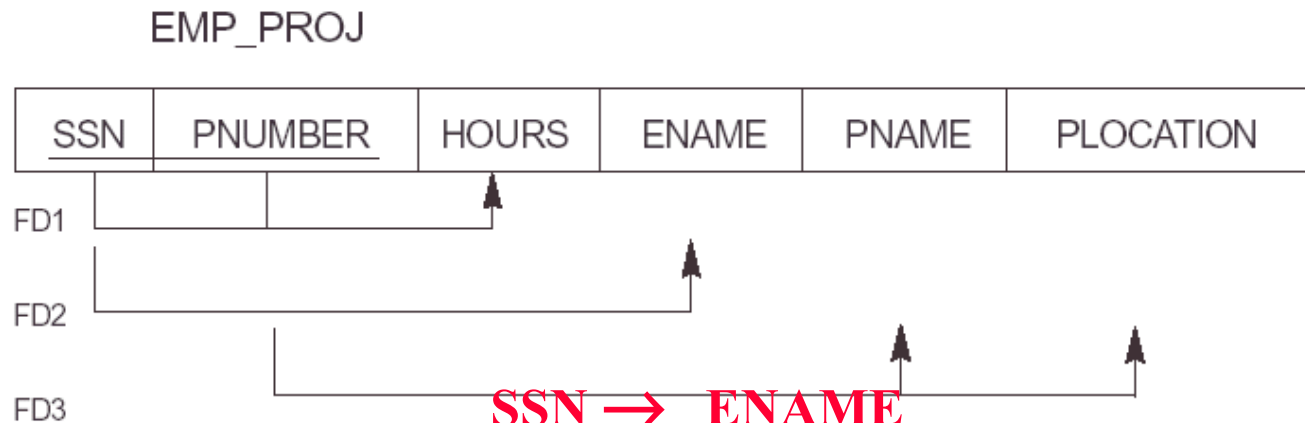 EMP_PROJ
SSN PNUMBER HOURS ENAME PNAME PLOCATION
FD1
FD2
FD3
SSN → ENAME